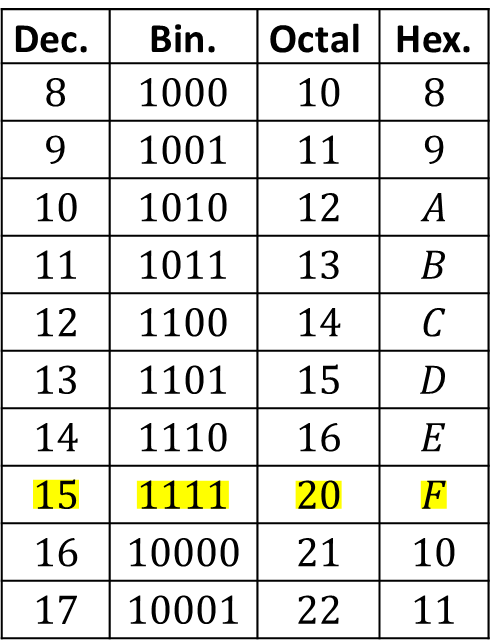 Dec. Bin. Octal Hex.
8 1000 10 8
9 1001 11 9
10 1010 12 A
11 1011 13 B
12 1100 14 C
13 1101 15 D
14 1110 16 E
15 1111 20 F
16 10000 21 10
17 10001 22 11